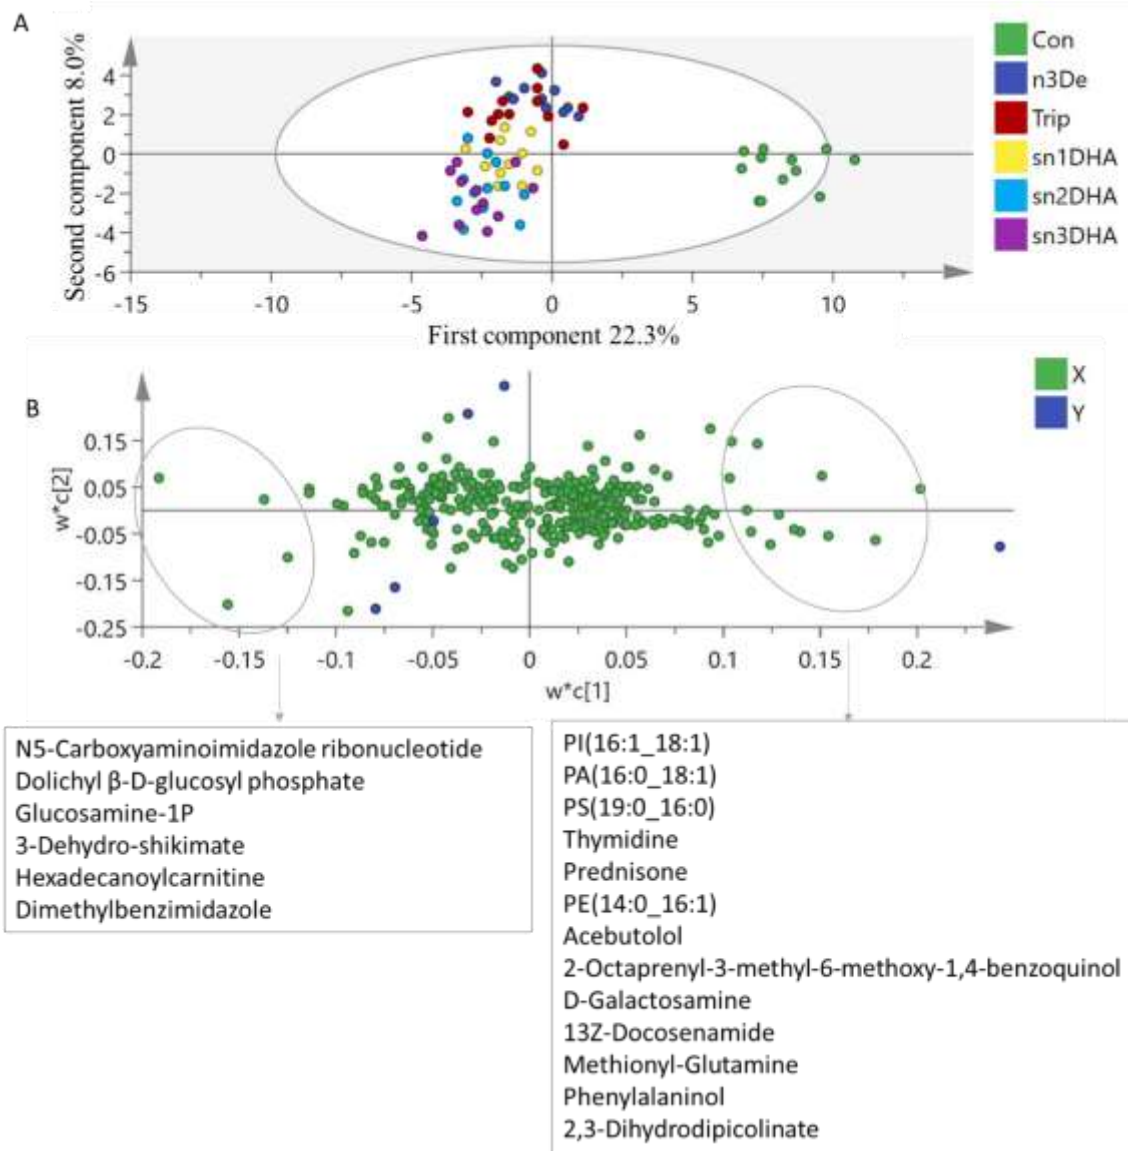 A
Second component 8.0%
4
2
0
-2
-4
-6
-15
-10
-5
0
5
10
First component 22.3%
Con
n3De
Trip
sn1DHA
sn2DHA
sn3DHA
B
X
Y
w*c[2]
0.15
0.05
-0.05
-0.15
-0.25
-0.2
-0.15
-0.1
-0.05
0
0.05
0.1
0.15
0.2
w*c[1]
N5-Carboxyaminoimidazole ribonucleotide
Dolichyl β-D-glucosyl phosphate
Glucosamine-1P
3-Dehydro-shikimate
Hexadecanoylcarnitine
Dimethylbenzimidazole
PI(16:1_18:1)
PA(16:0_18:1)
PS(19:0_16:0)
Thymidine
Prednisone
PE(14:0_16:1)
Acebutolol
2-Octaprenyl-3-methyl-6-methoxy-1,4-benzoquinol
D-Galactosamine
13Z-Docosenamide
Methionyl-Glutamine
Phenylalaninol
2,3-Dihydrodipicolinate